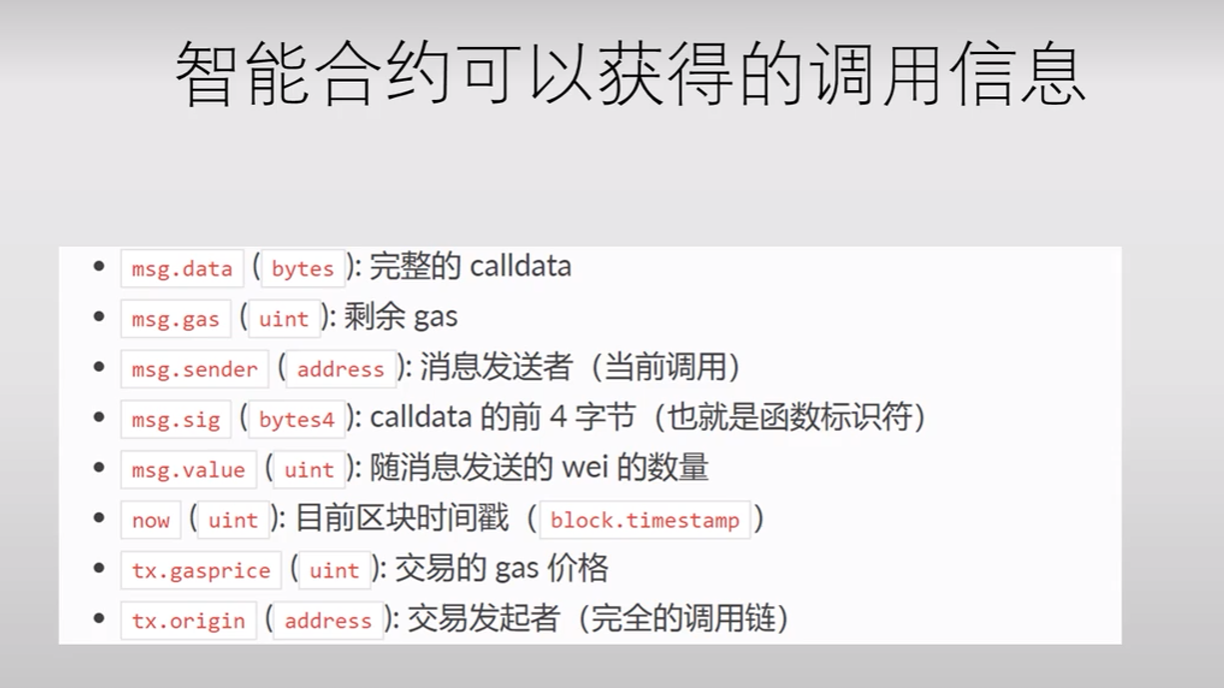 智能合约可以获得的调用信息
• msg.data (bytes): 完整的 calldata
• msg.gas (uint): 剩余 gas
• msg.sender (address): 消息发送者（当前调用）
• msg.sig (bytes4): calldata 的前 4 字节（也就是函数标识符）
• msg.value (uint): 随消息发送的 wei 的数量
• now (uint): 目前区块时间戳（block.timestamp）
• tx.gasprice (uint): 交易的 gas 价格
• tx.origin (address): 交易发起者（完全的调用链）